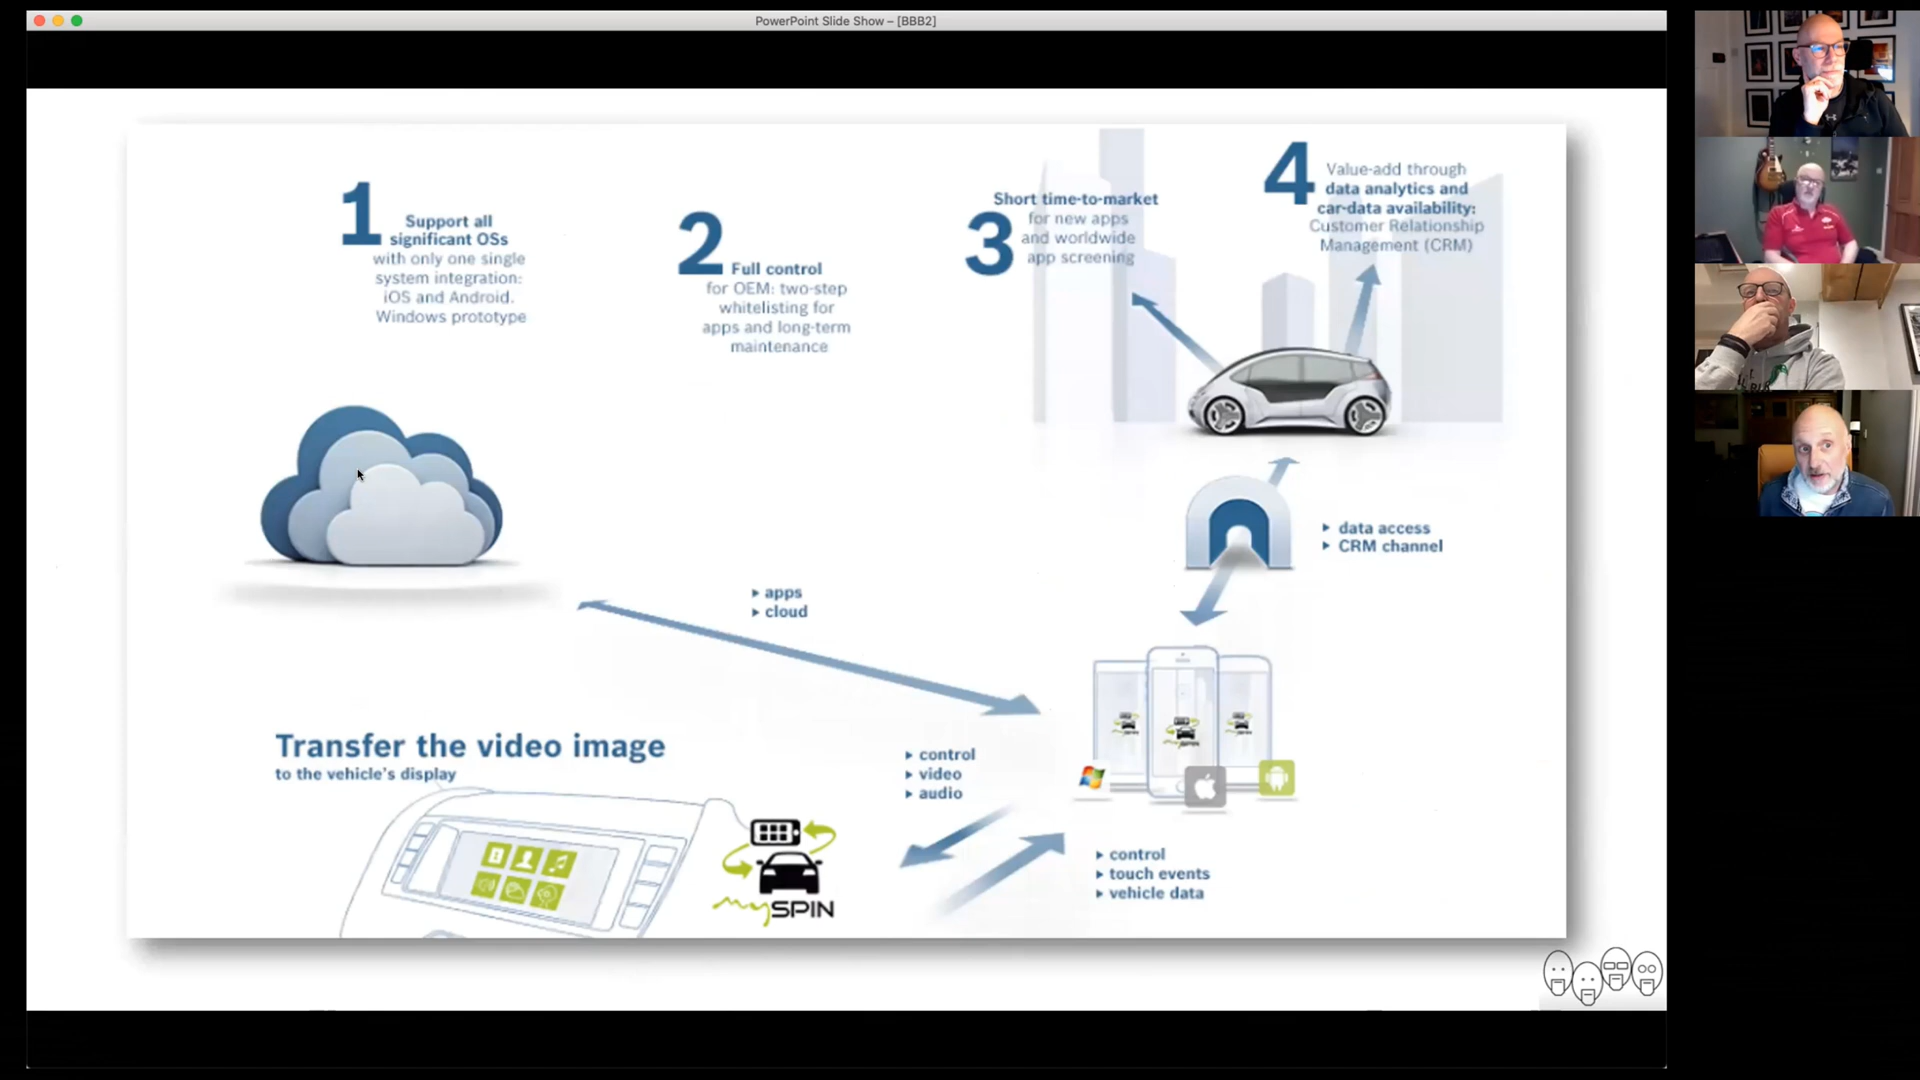 PowerPoint Slide Show – [BBB2]
1
Support all
significant OSs
with only one single
system integration:
iOS and Android.
Windows prototype
2
Full control
for OEM: two-step
whitelisting for
apps and long-term
maintenance
3
Short time-to-market
for new apps
and worldwide
app screening
4
Value-add through
data analytics and
car-data availability:
Customer Relationship
Management (CRM)
data access
CRM channel
apps
cloud
Transfer the video image
to the vehicle's display
control
video
audio
mySPIN
mySPIN
mySPIN
mySPIN
control
touch events
vehicle data